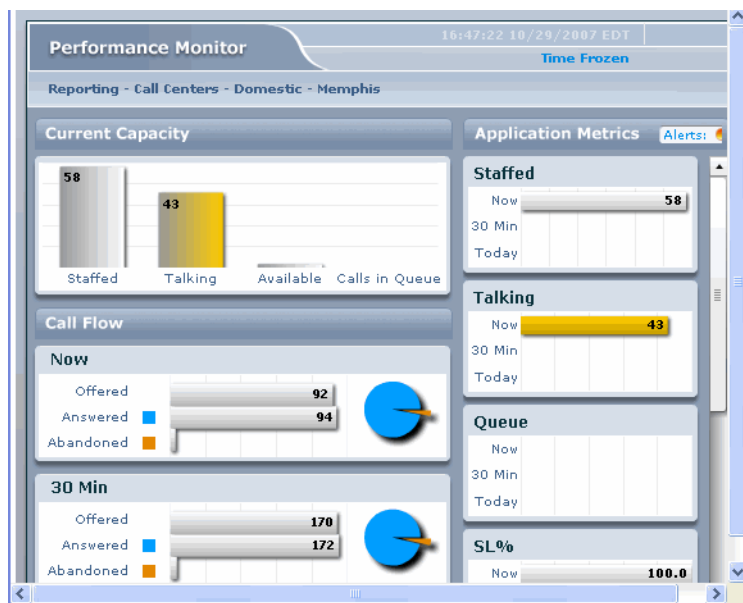 Performance Monitor
16:47:22 10/29/2007 EDT
Time Frozen
Reporting - Call Centers - Domestic - Memphis
Current Capacity
58
43
Staffed Talking Available Calls in Queue
Call Flow
Now
Offered 92
Answered 94
Abandoned
30 Min
Offered 170
Answered 172
Abandoned
Application Metrics Alerts:
Staffed
Now 58
30 Min
Today
Talking
Now 43
30 Min
Today
Queue
Now
30 Min
Today
SL%
Now 100.0